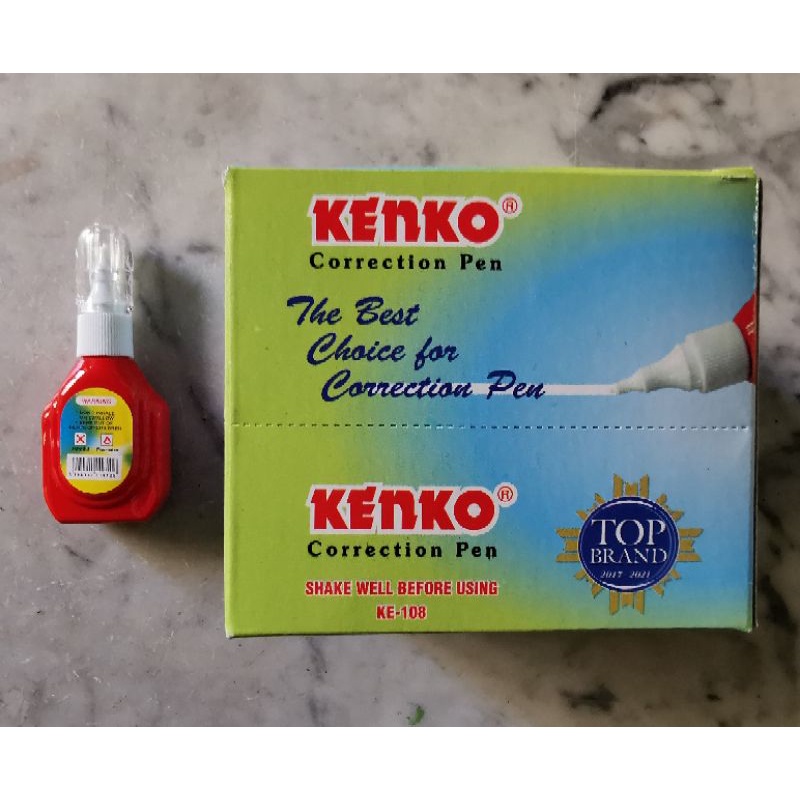 KENKO®
Correction Pen
The Best
Choice for
Correction Pen
KENKO®
Correction Pen
SHAKE WELL BEFORE USING
KE-108
TOP
BRAND
2017 - 2021
WARNING